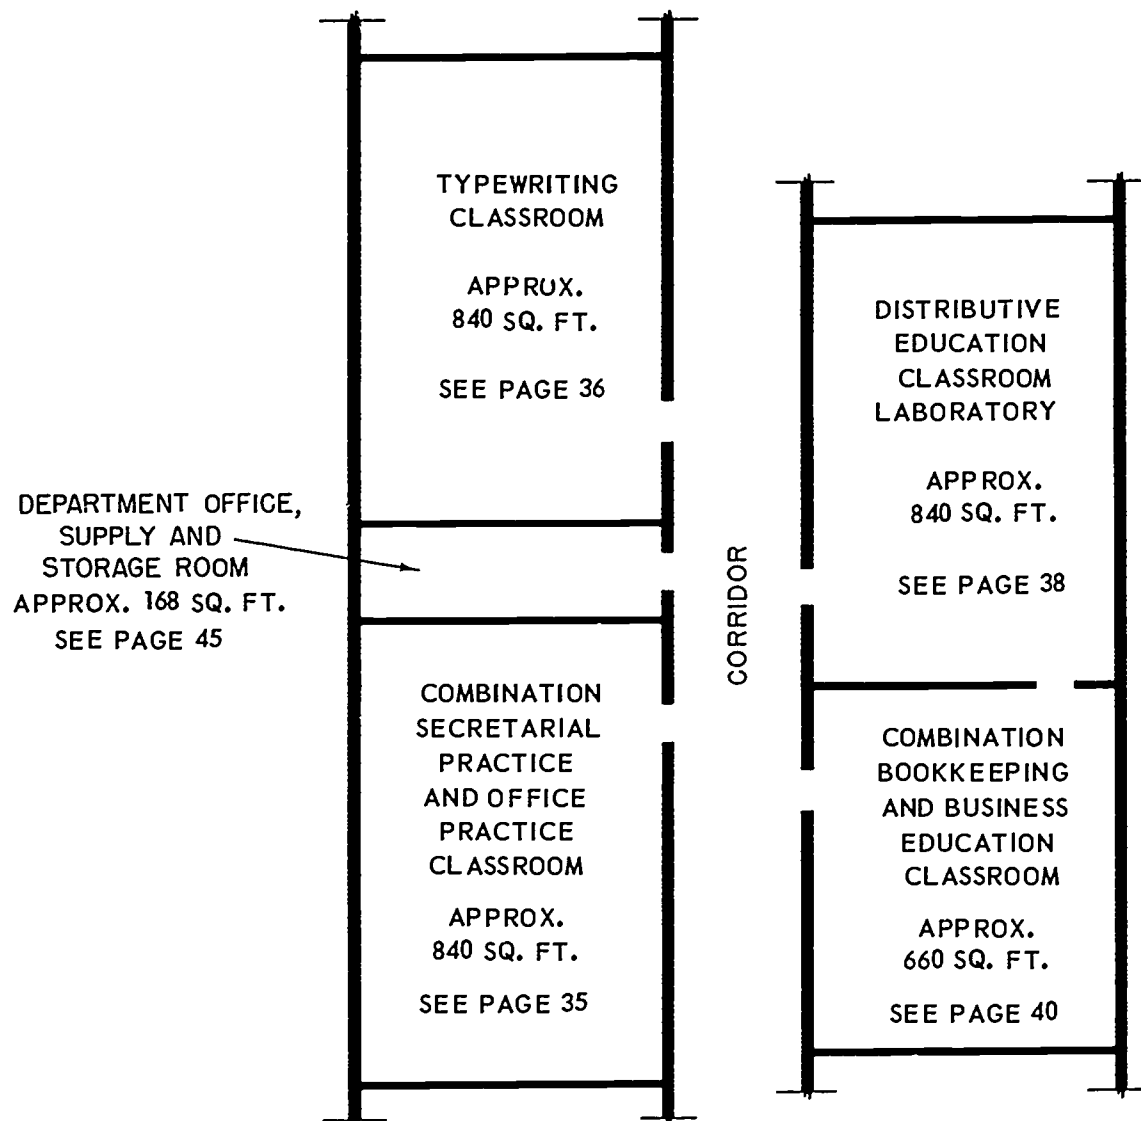 TYPEWRITING
CLASSROOM
APPROX.
840 SQ. FT.
SEE PAGE 36
DEPARTMENT OFFICE,
SUPPLY AND
STORAGE ROOM
APPROX. 168 SQ. FT.
SEE PAGE 45
COMBINATION
SECRETARIAL
PRACTICE
AND OFFICE
PRACTICE
CLASSROOM
APPROX.
840 SQ. FT.
SEE PAGE 35
CORRIDOR
DISTRIBUTIVE
EDUCATION
CLASSROOM
LABORATORY
APPROX.
840 SQ. FT.
SEE PAGE 38
COMBINATION
BOOKKEEPING
AND BUSINESS
EDUCATION
CLASSROOM
APPROX.
660 SQ. FT.
SEE PAGE 40